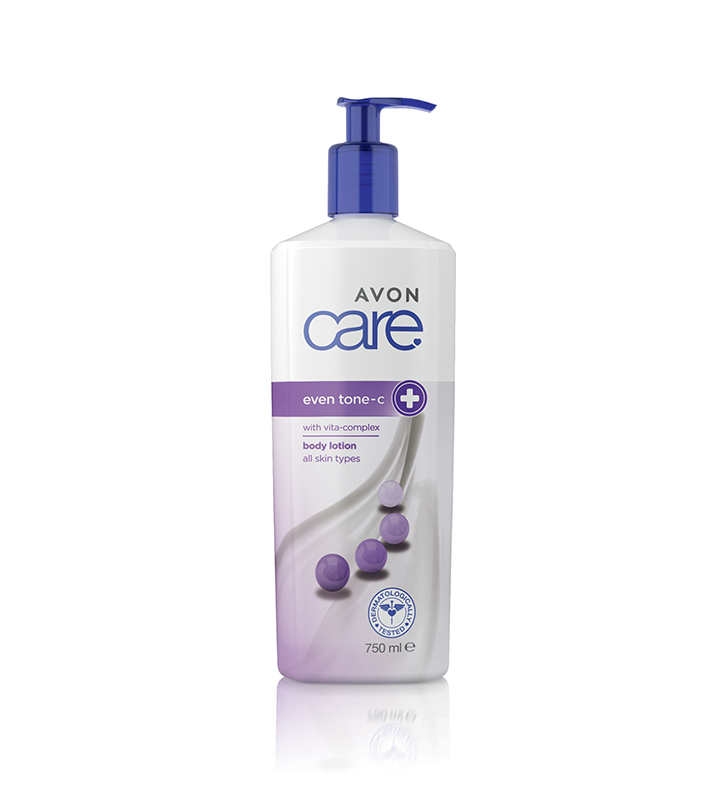 AVON
care
even tone-c
with vita-complex
body lotion
all skin types
DERMATOLOGICALLY
TESTED
750 ml ℮